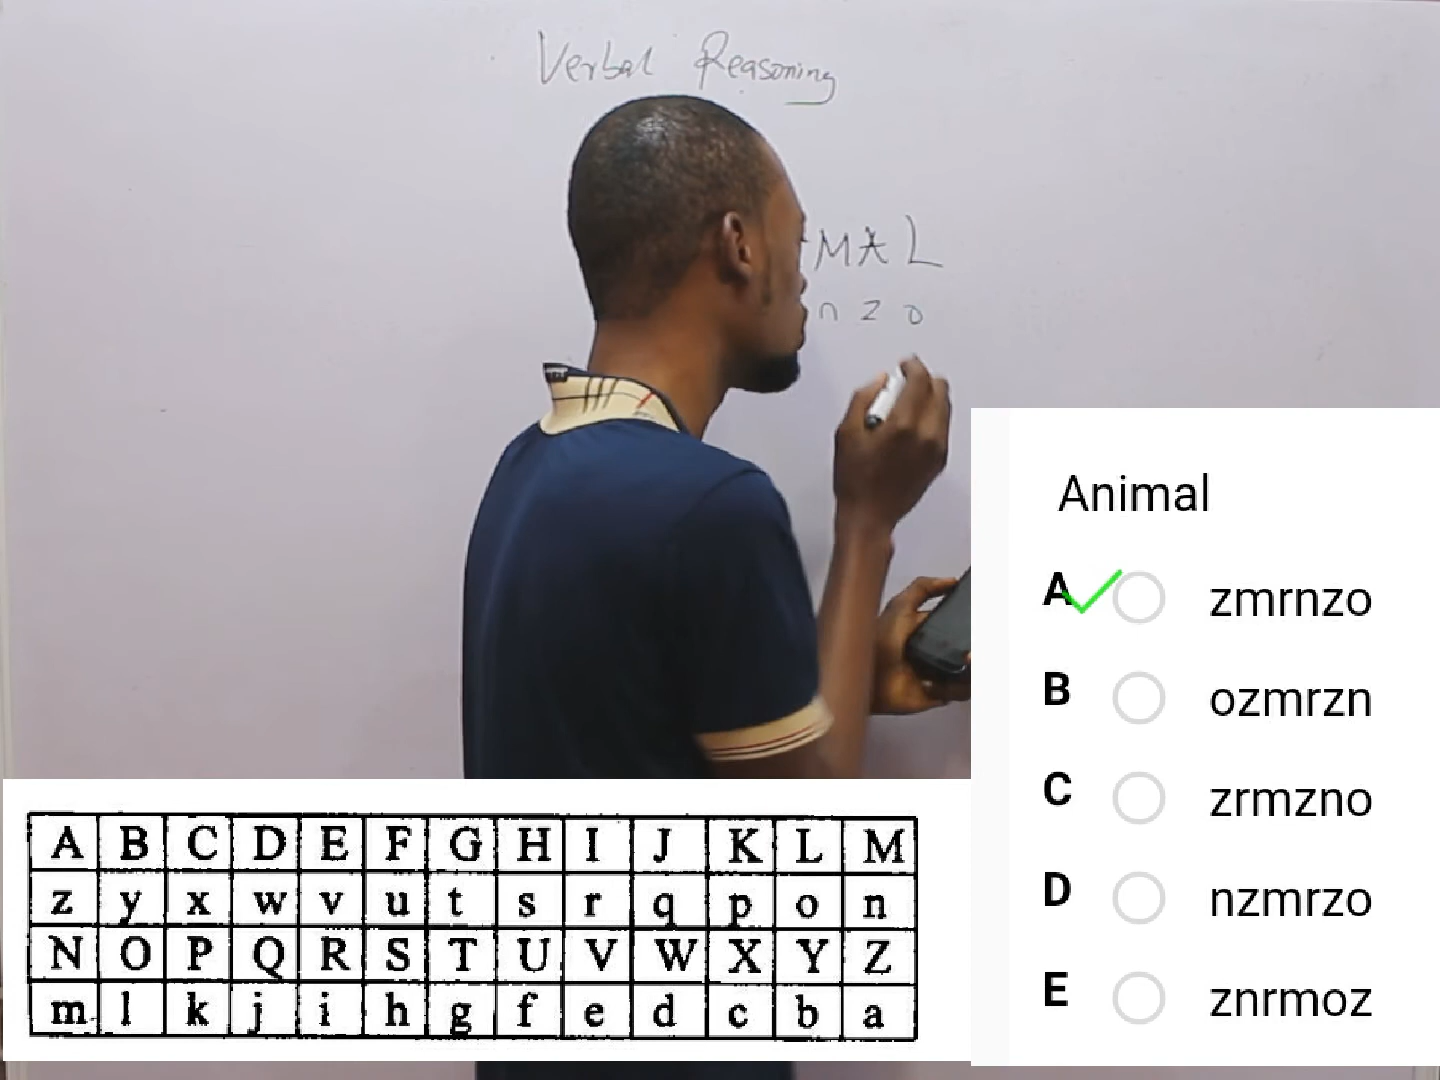 Verbal Reasoning
MAL
n z o
Animal
A zmrnzo
B ozmrzn
C zrmzno
D nzmrzo
E znrmoz
A B C D E F G H I J K L M
z y x w v u t s r q p o n
N O P Q R S T U V W X Y Z
m l k j i h g f e d c b a